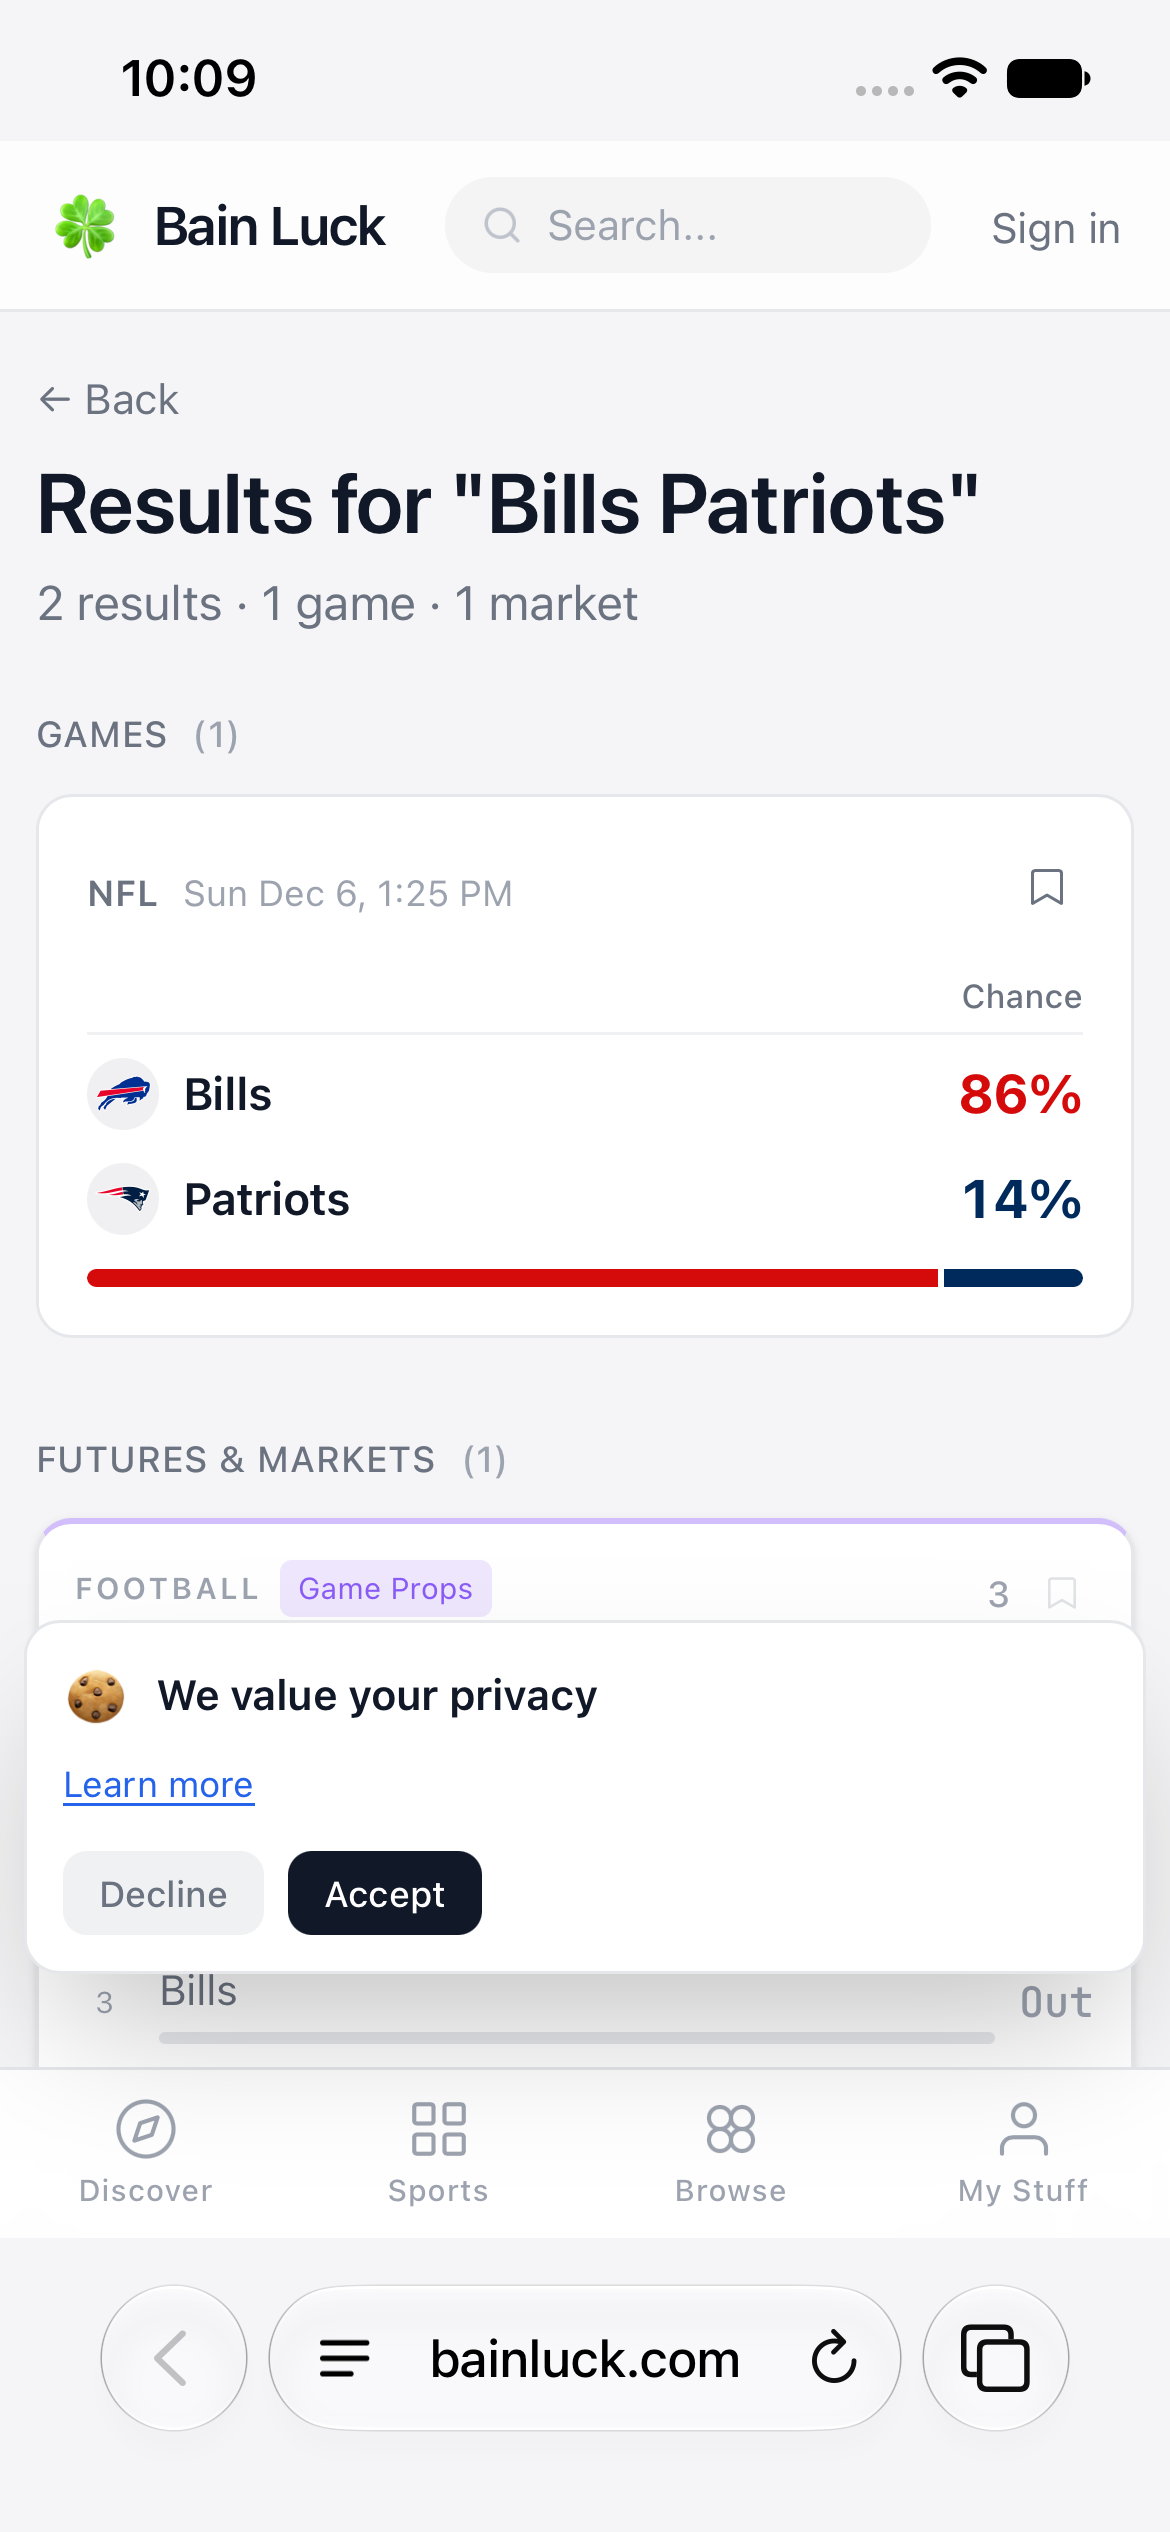 10:09
Bain Luck
Search...
Sign in
← Back
Results for "Bills Patriots"
2 results · 1 game · 1 market
GAMES (1)
NFL Sun Dec 6, 1:25 PM
Chance
Bills 86%
Patriots 14%
FUTURES & MARKETS (1)
FOOTBALL Game Props 3
We value your privacy
Learn more
Decline Accept
3 Bills Out
Discover Sports Browse My Stuff
bainluck.com